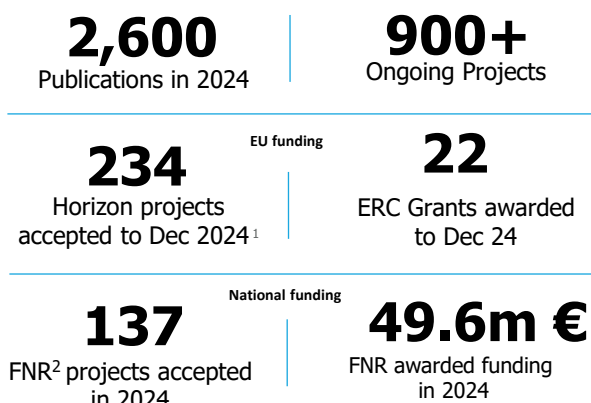 2,600
Publications in 2024
900+
Ongoing Projects
EU funding
234
Horizon projects
accepted to Dec 2024¹
22
ERC Grants awarded
to Dec 24
National funding
137
FNR² projects accepted
in 2024
49.6m €
FNR awarded funding
in 2024